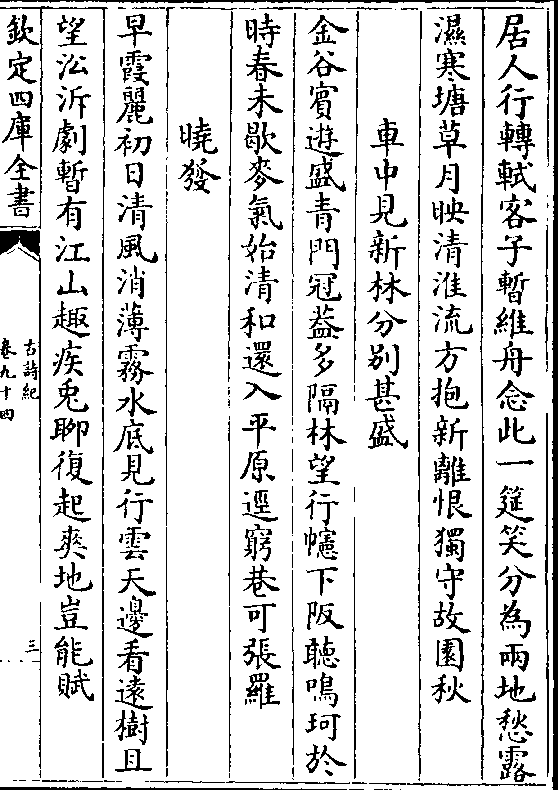 居人行轉軾客子暫維舟念此一筵笑分為兩地愁露
濕寒塘草月映清淮流方抱新離恨獨守故園秋
車中見新林分別甚盛
金谷賓遊盛青門冠葢多隔林望行幰下阪聽鳴珂於
時春未歇麥氣始清和還入平原逕窮巷可張羅
曉發
早霞麗初日清風消薄霧水底見行雲天邊看遠樹且
望㳂泝劇暫有江山趣疾兎聊復起爽地豈能賦
欽定四庫全書
古詩紀
卷九十四
三